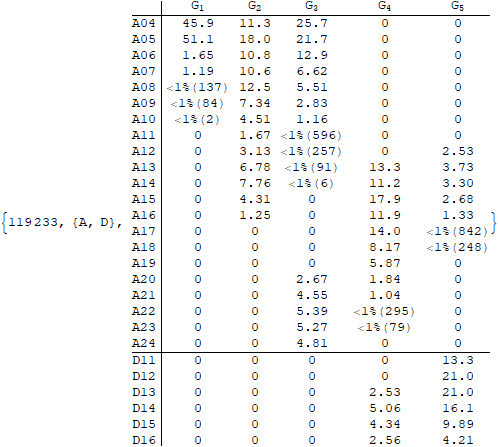 G1 G2 G3 G4 G5
A04 45.9 11.3 25.7 0 0
A05 51.1 18.0 21.7 0 0
A06 1.65 10.8 12.9 0 0
A07 1.19 10.6 6.62 0 0
A08 <1%(137) 12.5 5.51 0 0
A09 <1%(84) 7.34 2.83 0 0
A10 <1%(2) 4.51 1.16 0 0
A11 0 1.67 <1%(596) 0 0
A12 0 3.13 <1%(257) 0 2.53
A13 0 6.78 <1%(91) 13.3 3.73
A14 0 7.76 <1%(6) 11.2 3.30
A15 0 4.31 0 17.9 2.68
A16 0 1.25 0 11.9 1.33
{119233, {A, D}, A17 0 0 0 14.0 <1%(842) }
A18 0 0 0 8.17 <1%(248)
A19 0 0 0 5.87 0
A20 0 0 2.67 1.84 0
A21 0 0 4.55 1.04 0
A22 0 0 5.39 <1%(295) 0
A23 0 0 5.27 <1%(79) 0
A24 0 0 4.81 0 0
D11 0 0 0 0 13.3
D12 0 0 0 0 21.0
D13 0 0 0 2.53 21.0
D14 0 0 0 5.06 16.1
D15 0 0 0 4.34 9.89
D16 0 0 0 2.56 4.21